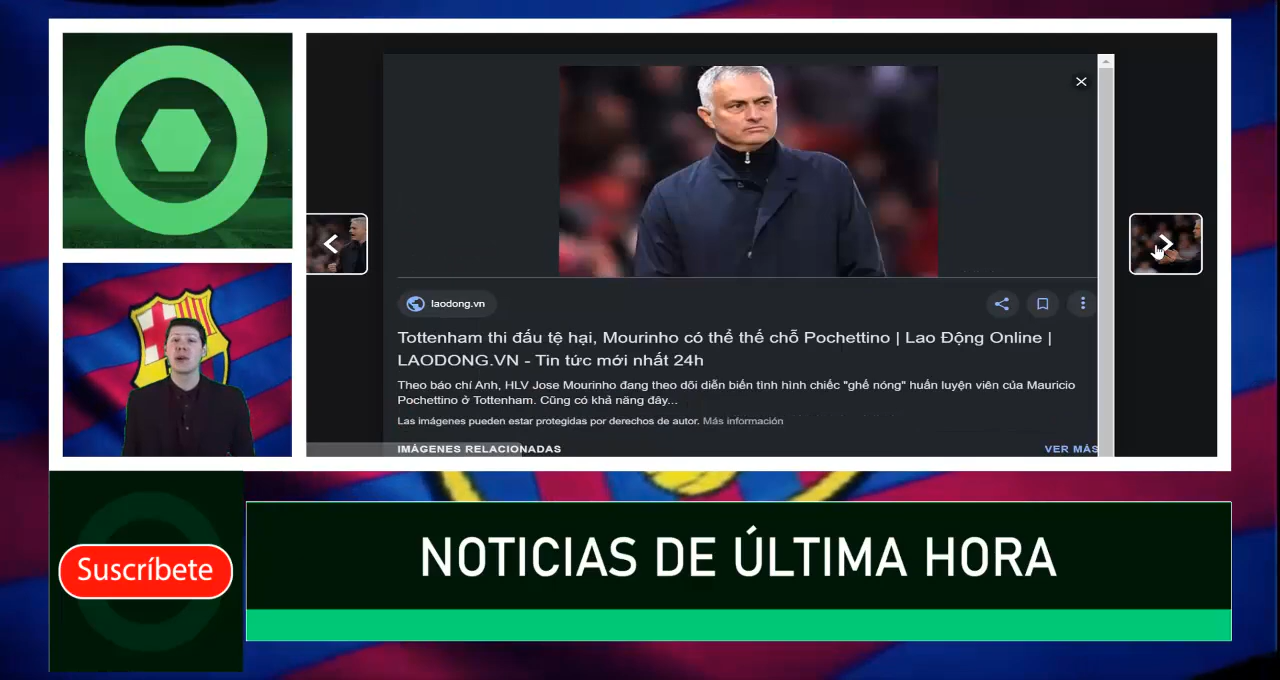 laodong.vn
Tottenham thi đấu tệ hại, Mourinho có thể thế chỗ Pochettino | Lao Động Online |
LAODONG.VN - Tin tức mới nhất 24h
Theo báo chí Anh, HLV Jose Mourinho đang theo dõi diễn biến tình hình chiếc "ghế nóng" huấn luyện viên của Mauricio
Pochettino ở Tottenham. Cũng có khả năng đây...
Las imágenes pueden estar protegidas por derechos de autor. Más información
IMÁGENES RELACIONADAS VER MÁS
Suscríbete
NOTICIAS DE ÚLTIMA HORA